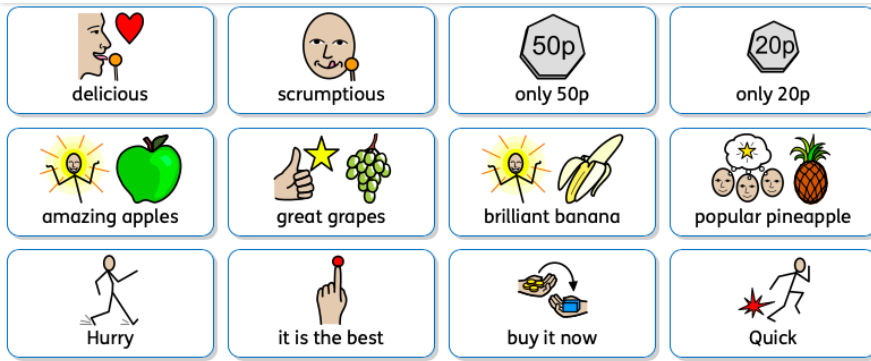 delicious
scrumptious
50p
only 50p
20p
only 20p
amazing apples
great grapes
brilliant banana
popular pineapple
Hurry
it is the best
buy it now
Quick